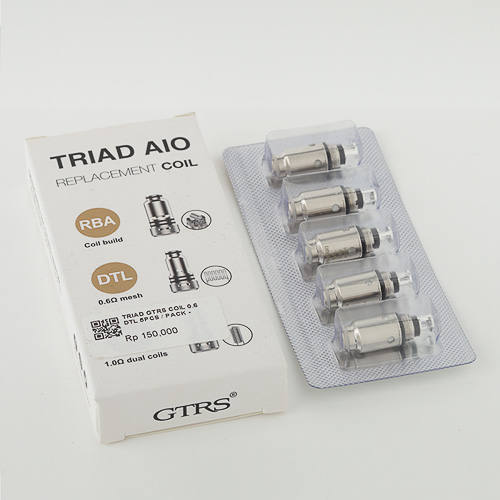 TRIAD AIO
REPLACEMENT COIL
RBA
Coil build
DTL
0.6Ω mesh
TRIAD GTRS COIL 0.6
DTL 5PCS / PACK -
Rp 150.000
1.0Ω dual coils
GTRS®